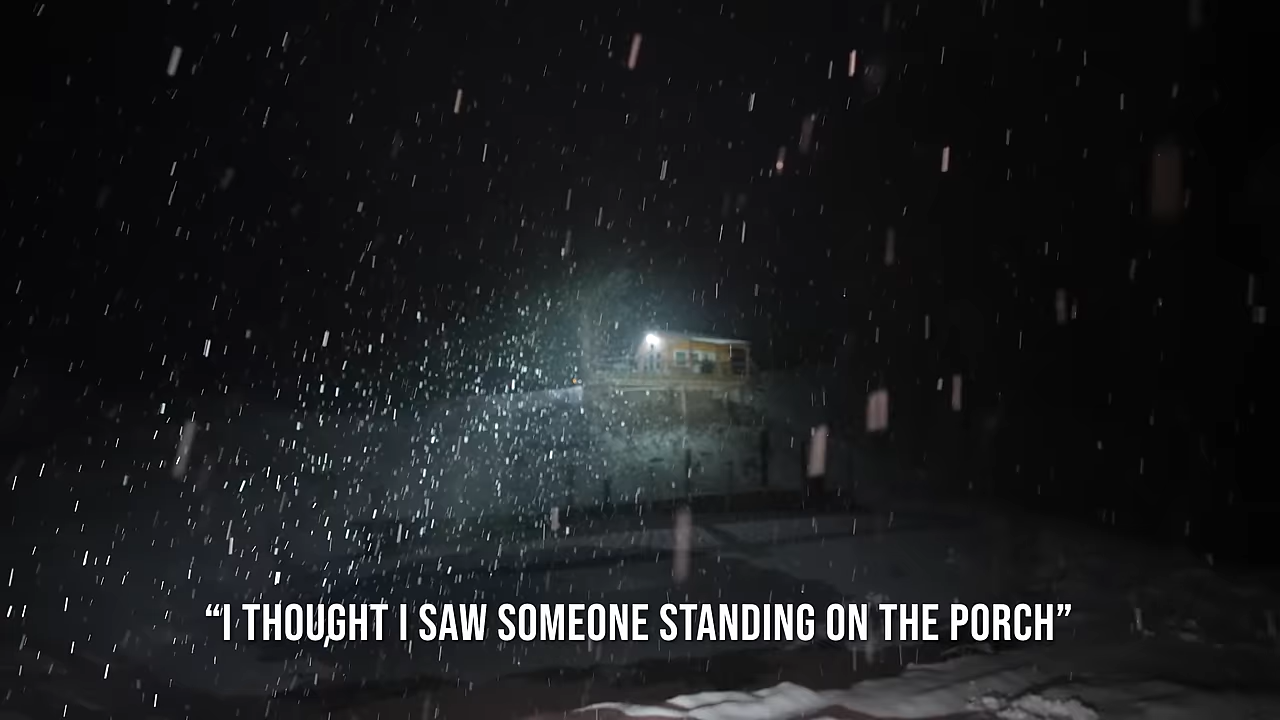 “I THOUGHT I SAW SOMEONE STANDING ON THE PORCH”